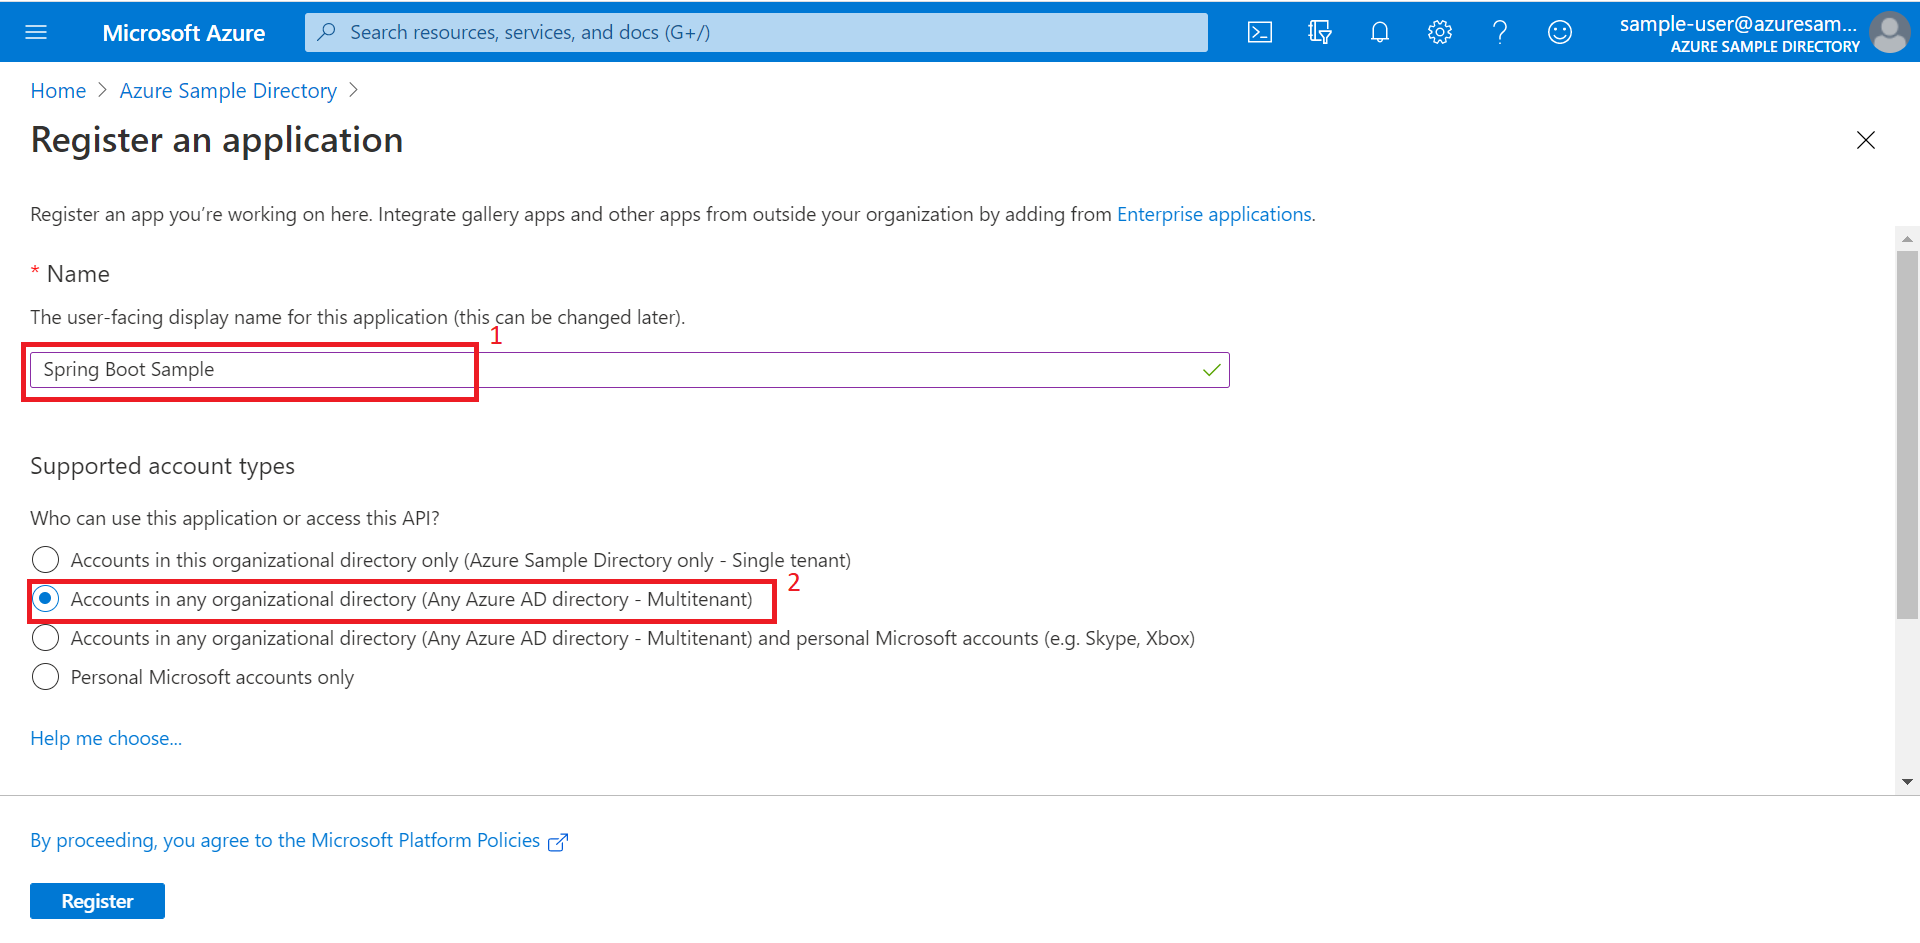 Microsoft Azure
Search resources, services, and docs (G+/)
sample-user@azuresam...
AZURE SAMPLE DIRECTORY
Home > Azure Sample Directory >
Register an application
Register an app you’re working on here. Integrate gallery apps and other apps from outside your organization by adding from Enterprise applications.
* Name
The user-facing display name for this application (this can be changed later).
1
Spring Boot Sample
Supported account types
Who can use this application or access this API?
Accounts in this organizational directory only (Azure Sample Directory only - Single tenant)
2
Accounts in any organizational directory (Any Azure AD directory - Multitenant)
Accounts in any organizational directory (Any Azure AD directory - Multitenant) and personal Microsoft accounts (e.g. Skype, Xbox)
Personal Microsoft accounts only
Help me choose...
By proceeding, you agree to the Microsoft Platform Policies
Register